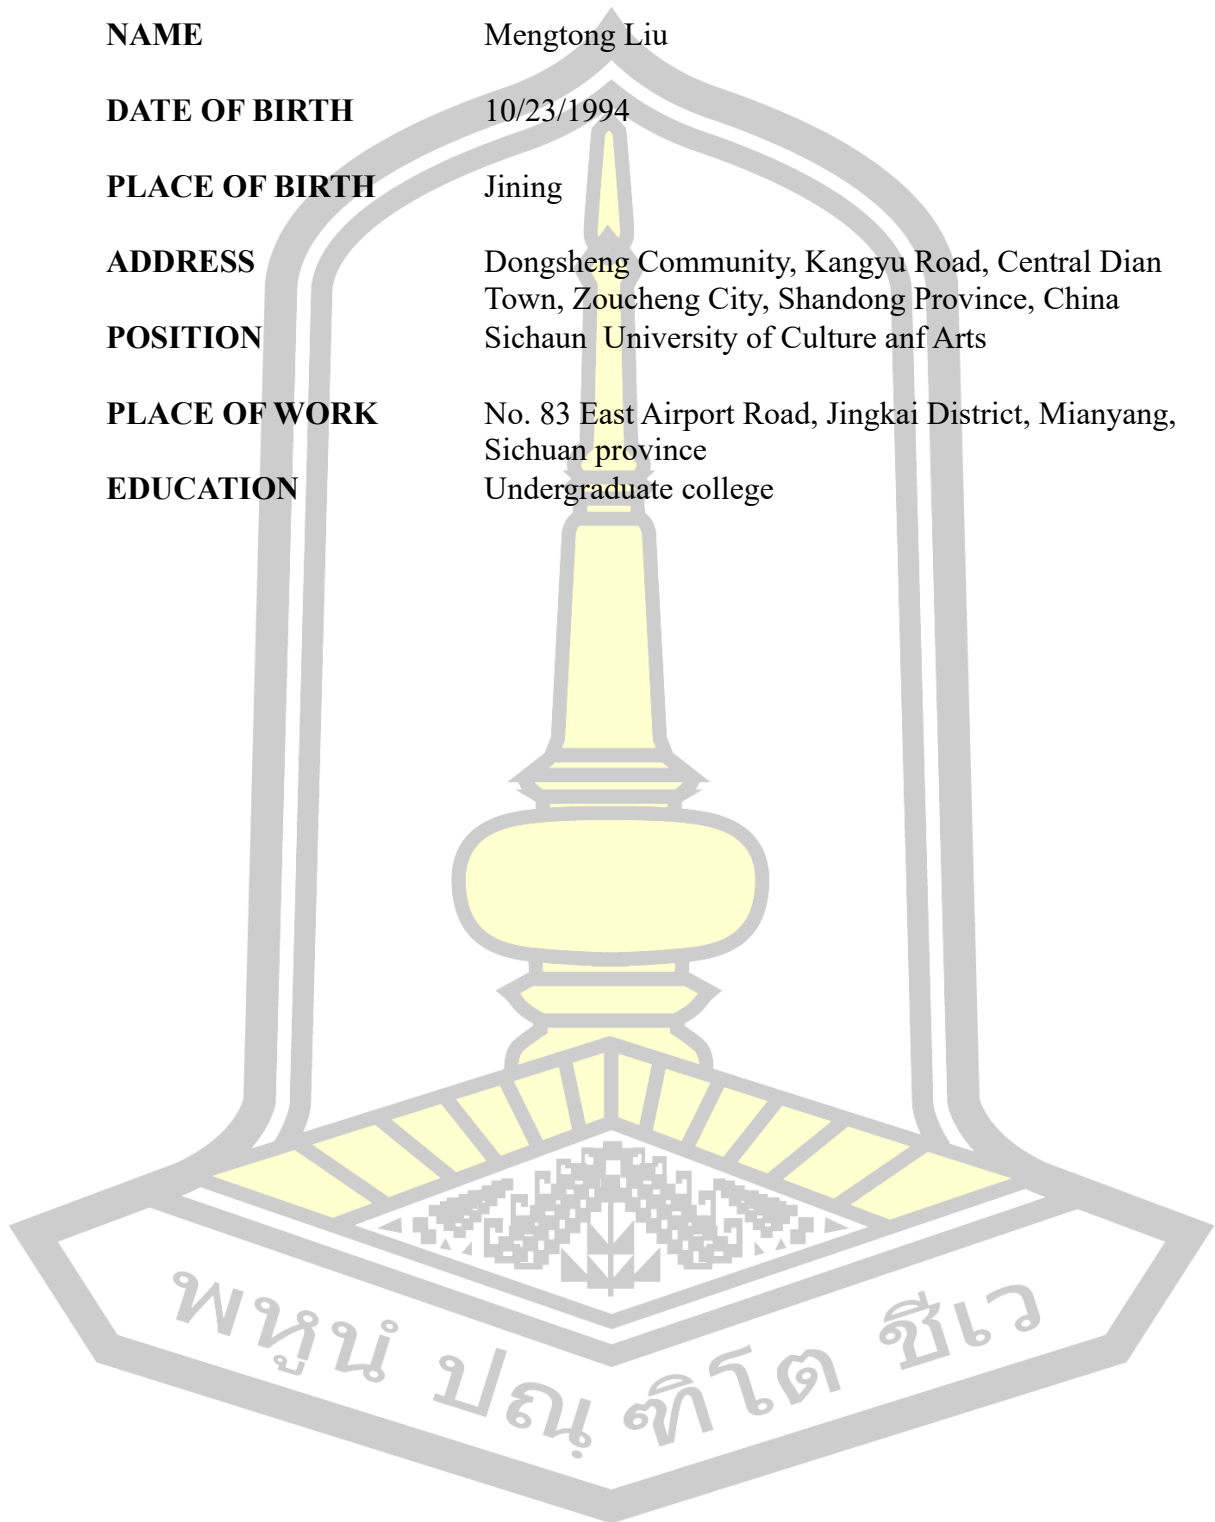 NAME Mengtong Liu
DATE OF BIRTH 10/23/1994
PLACE OF BIRTH Jining
ADDRESS Dongsheng Community, Kangyu Road, Central Dian
Town, Zoucheng City, Shandong Province, China
POSITION Sichaun  University of Culture anf Arts
PLACE OF WORK No. 83 East Airport Road, Jingkai District, Mianyang,
Sichuan province
EDUCATION Undergraduate college
พหูนํ ปณฺ ฑิโต ชีเว